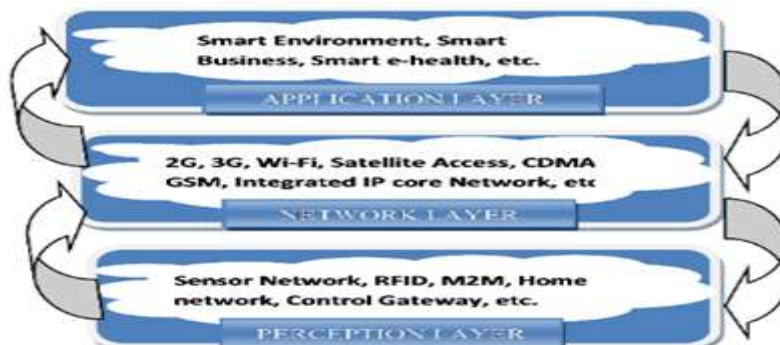 Smart Environment, Smart
Business, Smart e-health, etc.
APPLICATION LAYER
2G, 3G, Wi-Fi, Satellite Access, CDMA
GSM, Integrated IP core Network, etc
NETWORK LAYER
Sensor Network, RFID, M2M, Home
network, Control Gateway, etc.
PERCEPTION LAYER